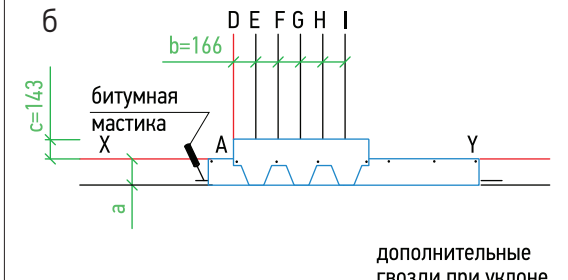 б
D E F G H I
b=166
c=143
битумная
мастика
X
A
Y
a
дополнительные
гвозди при уклоне